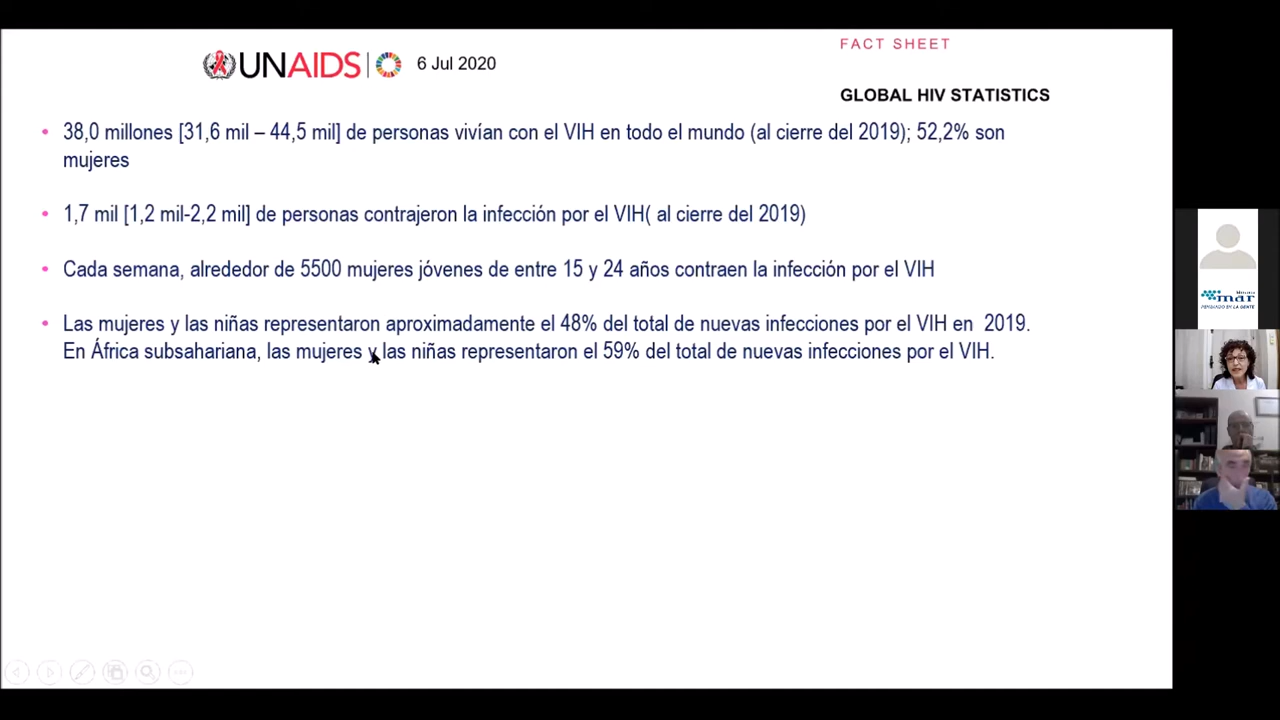 FACT SHEET
UNAIDS
6 Jul 2020
GLOBAL HIV STATISTICS
• 38,0 millones [31,6 mil – 44,5 mil] de personas vivían con el VIH en todo el mundo (al cierre del 2019); 52,2% son
mujeres
• 1,7 mil [1,2 mil-2,2 mil] de personas contrajeron la infección por el VIH( al cierre del 2019)
• Cada semana, alrededor de 5500 mujeres jóvenes de entre 15 y 24 años contraen la infección por el VIH
• Las mujeres y las niñas representaron aproximadamente el 48% del total de nuevas infecciones por el VIH en 2019.
En África subsahariana, las mujeres y las niñas representaron el 59% del total de nuevas infecciones por el VIH.
mar